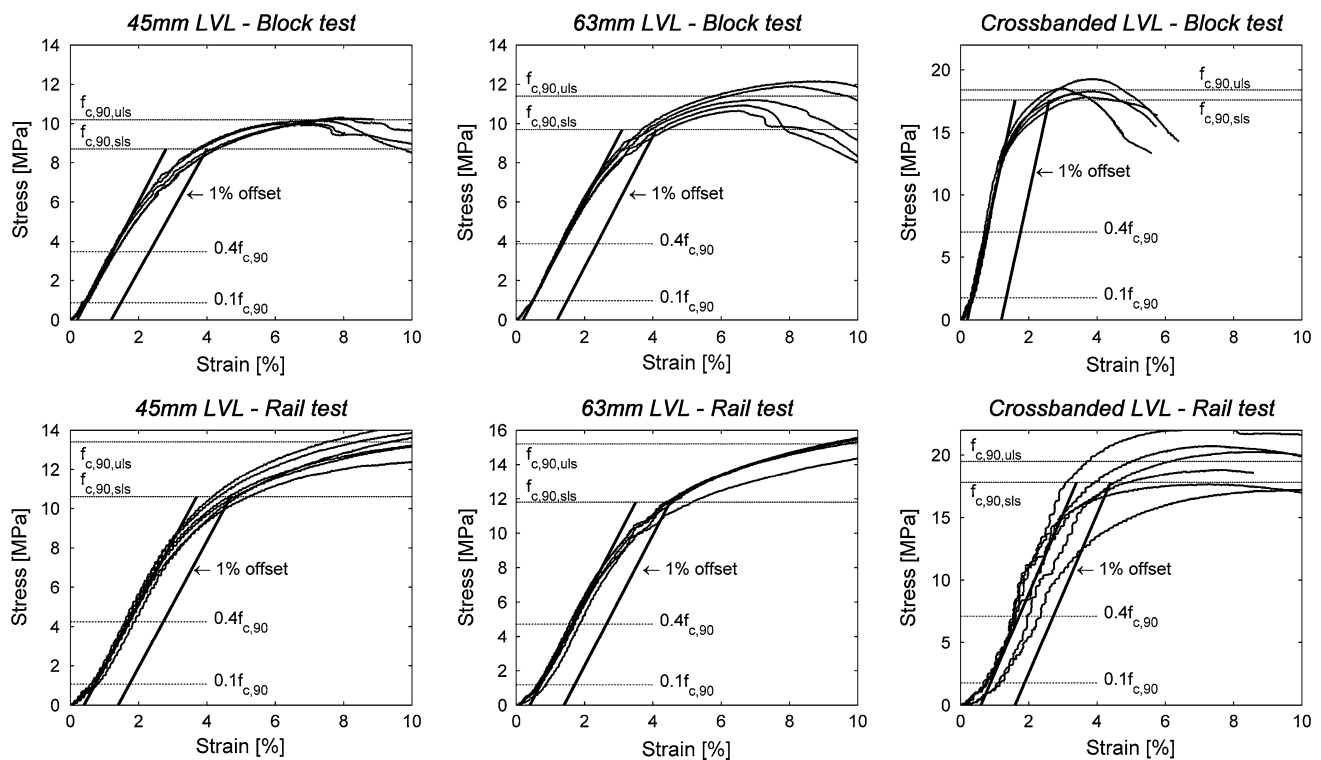 45mm LVL - Block test
14
12
10
8
6
4
2
0
Stress [MPa]
f c,90,uls
f c,90,sls
← 1% offset
0.4f c,90
0.1f c,90
0 2 4 6 8 10
Strain [%]
63mm LVL - Block test
14
12
10
8
6
4
2
0
Stress [MPa]
f c,90,uls
f c,90,sls
← 1% offset
0.4f c,90
0.1f c,90
0 2 4 6 8 10
Strain [%]
Crossbanded LVL - Block test
20
15
10
5
0
Stress [MPa]
f c,90,uls
f c,90,sls
← 1% offset
0.4f c,90
0.1f c,90
0 2 4 6 8 10
Strain [%]
45mm LVL - Rail test
14
12
10
8
6
4
2
0
Stress [MPa]
f c,90,uls
f c,90,sls
← 1% offset
0.4f c,90
0.1f c,90
0 2 4 6 8 10
Strain [%]
63mm LVL - Rail test
16
14
12
10
8
6
4
2
0
Stress [MPa]
f c,90,uls
f c,90,sls
← 1% offset
0.4f c,90
0.1f c,90
0 2 4 6 8 10
Strain [%]
Crossbanded LVL - Rail test
20
15
10
5
0
Stress [MPa]
f c,90,uls
f c,90,sls
← 1% offset
0.4f c,90
0.1f c,90
0 2 4 6 8 10
Strain [%]